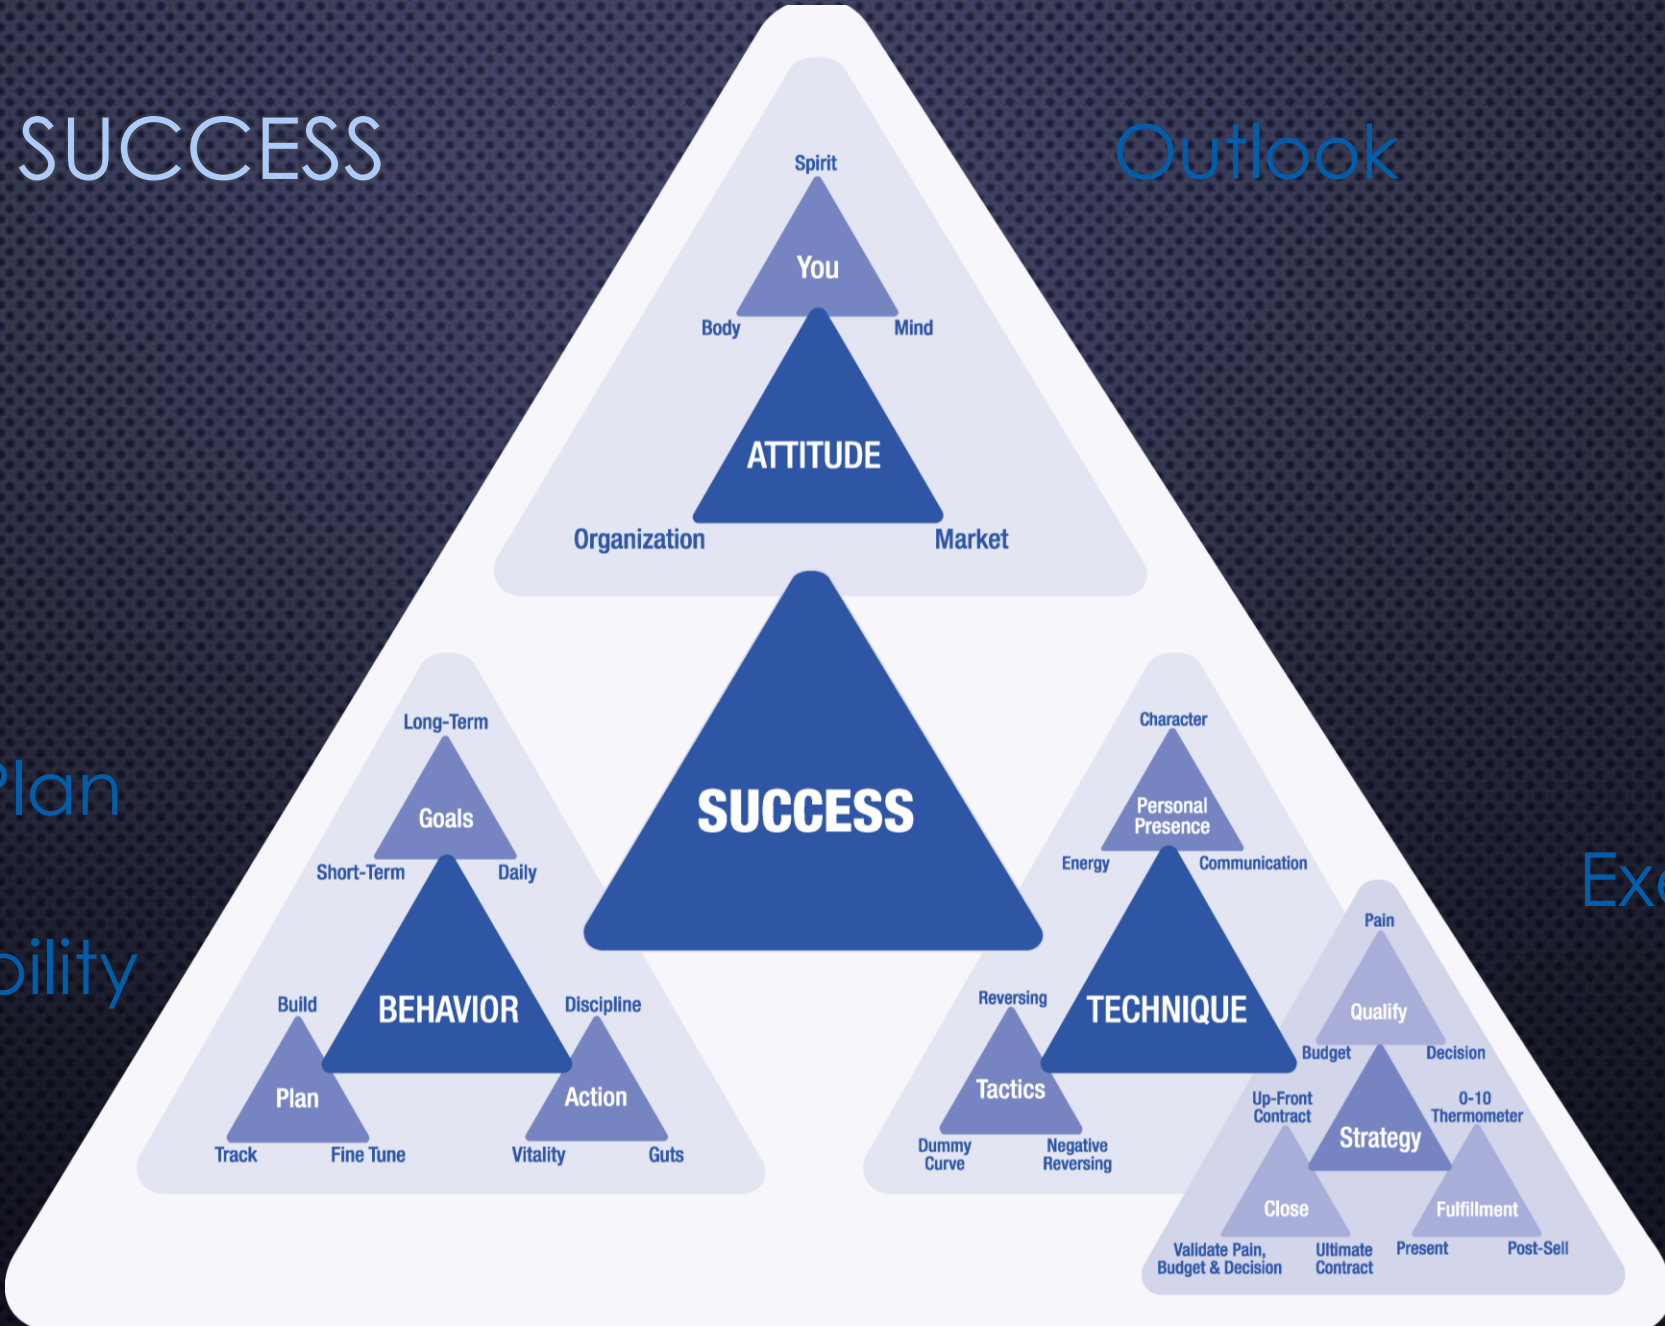 SUCCESS
Outlook
Spirit
You
Body
Mind
ATTITUDE
Organization
Market
SUCCESS
Long-Term
Goals
Short-Term
Daily
BEHAVIOR
Build
Plan
Track
Fine Tune
Discipline
Action
Vitality
Guts
Character
Personal
Presence
Energy
Communication
TECHNIQUE
Reversing
Tactics
Dummy
Curve
Negative
Reversing
Pain
Qualify
Budget
Decision
Strategy
Up-Front
Contract
Close
Validate Pain,
Budget & Decision
Ultimate
Contract
0-10
Thermometer
Fulfillment
Present
Post-Sell
Plan